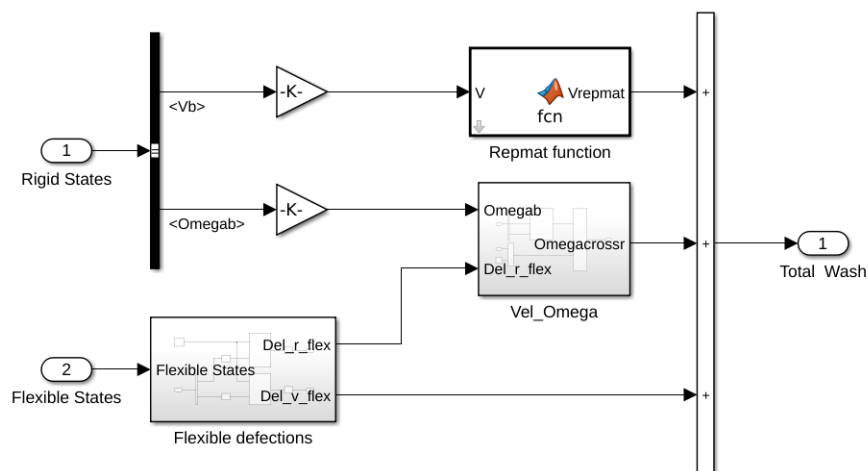 -K-
<Vb>
V
Vrepmat
fcn
+
Repmat function
1
Rigid States
-K-
<Omegab>
Omegab
Omegacrossr
Del_r_flex
+
1
Total Wash
Vel_Omega
Del_r_flex
2
Flexible States
Flexible States
Del_v_flex
+
Flexible defections